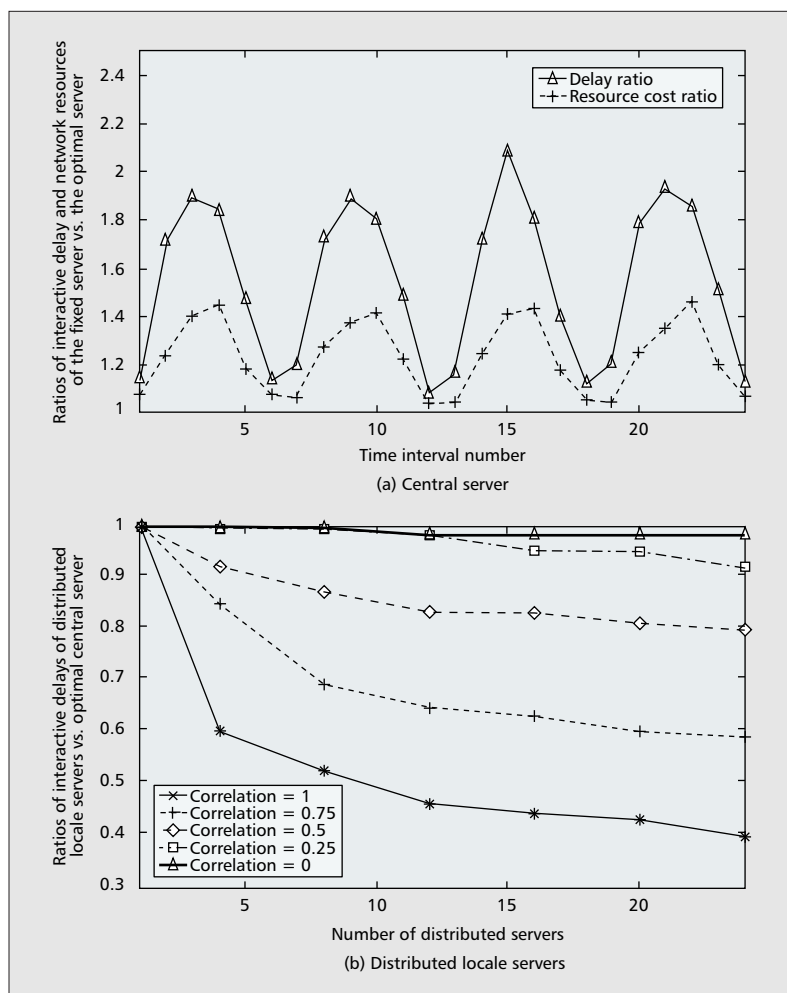 Ratios of interactive delay and network resources
of the fixed server vs. the optimal server
2.4
2.2
2
1.8
1.6
1.4
1.2
1
Delay ratio
Resource cost ratio
5
10
15
20
Time interval number
(a) Central server
Ratios of interactive delays of distributed
locale servers vs. optimal central server
1
0.9
0.8
0.7
0.6
0.5
0.4
0.3
Correlation = 1
Correlation = 0.75
Correlation = 0.5
Correlation = 0.25
Correlation = 0
5
10
15
20
Number of distributed servers
(b) Distributed locale servers